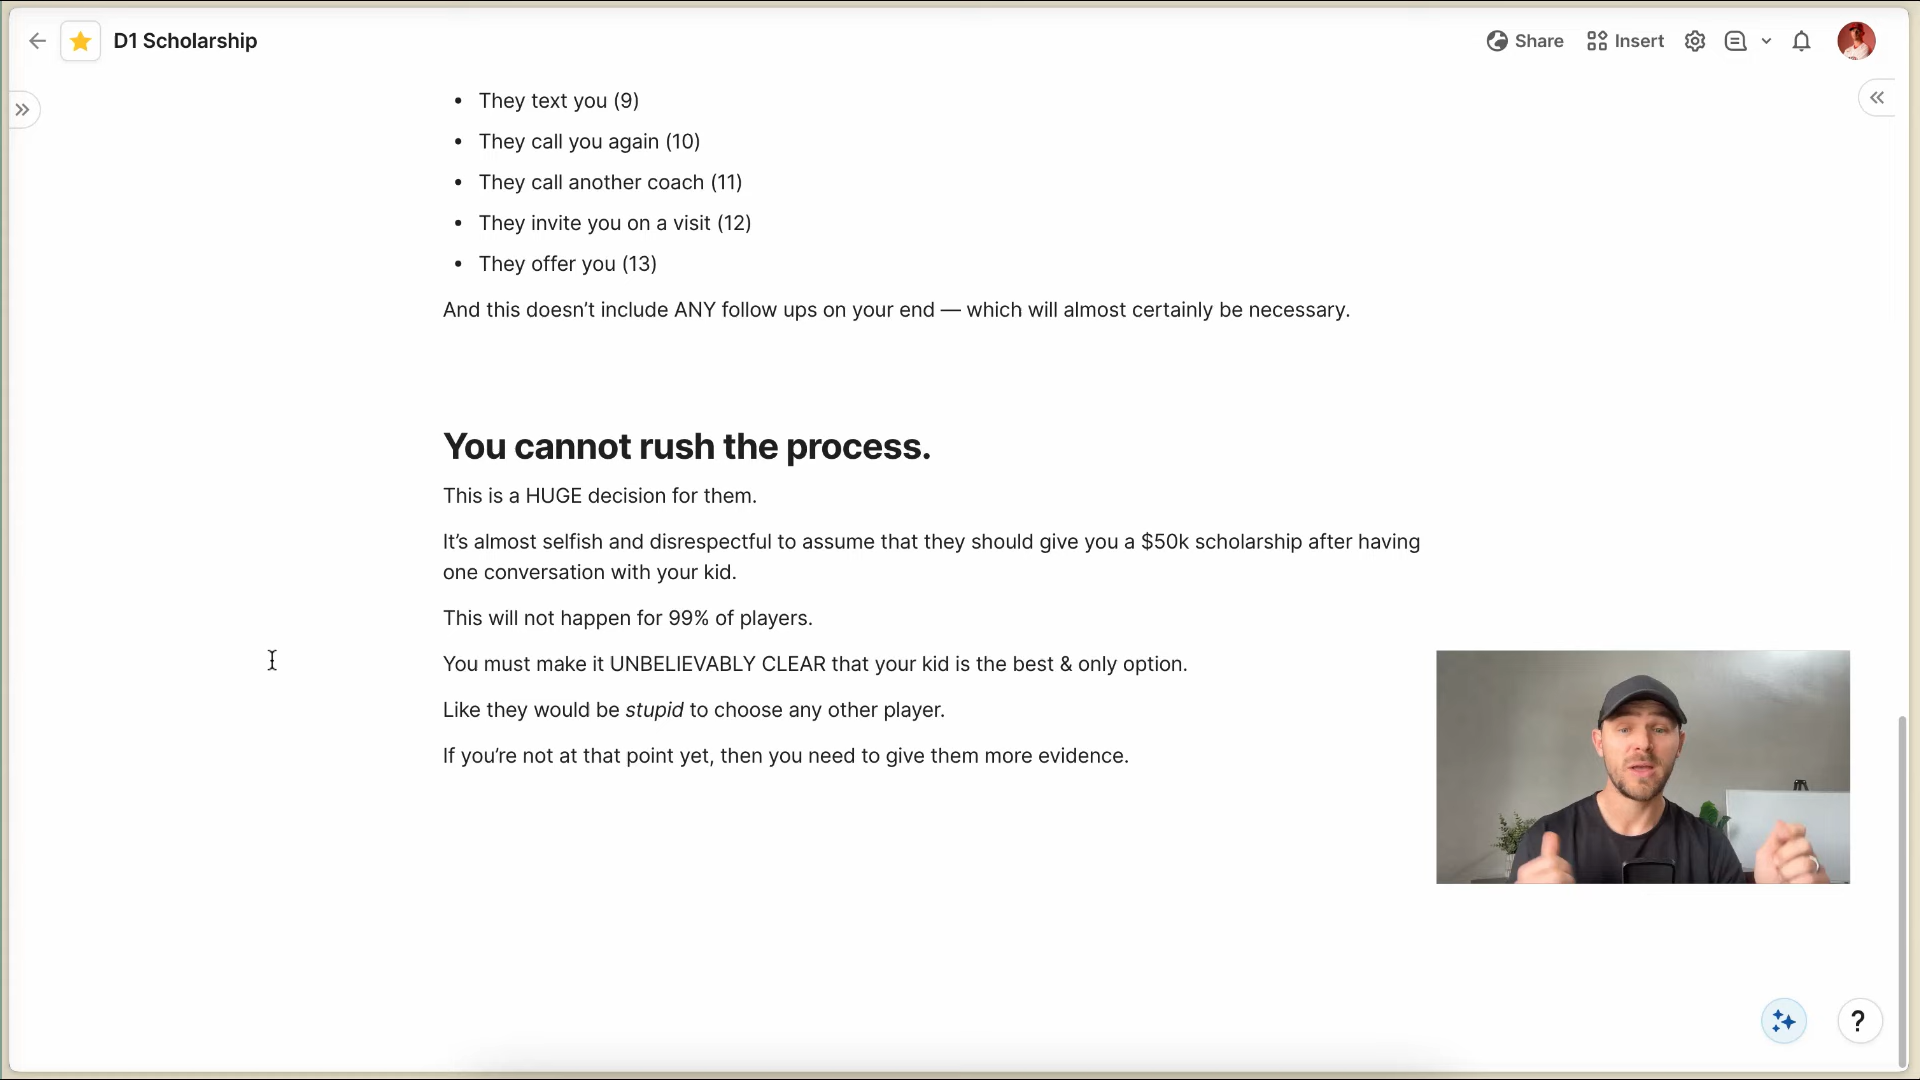 D1 Scholarship
Share
Insert
• They text you (9)
• They call you again (10)
• They call another coach (11)
• They invite you on a visit (12)
• They offer you (13)
And this doesn’t include ANY follow ups on your end — which will almost certainly be necessary.
You cannot rush the process.
This is a HUGE decision for them.
It’s almost selfish and disrespectful to assume that they should give you a $50k scholarship after having
one conversation with your kid.
This will not happen for 99% of players.
You must make it UNBELIEVABLY CLEAR that your kid is the best & only option.
Like they would be stupid to choose any other player.
If you’re not at that point yet, then you need to give them more evidence.
?